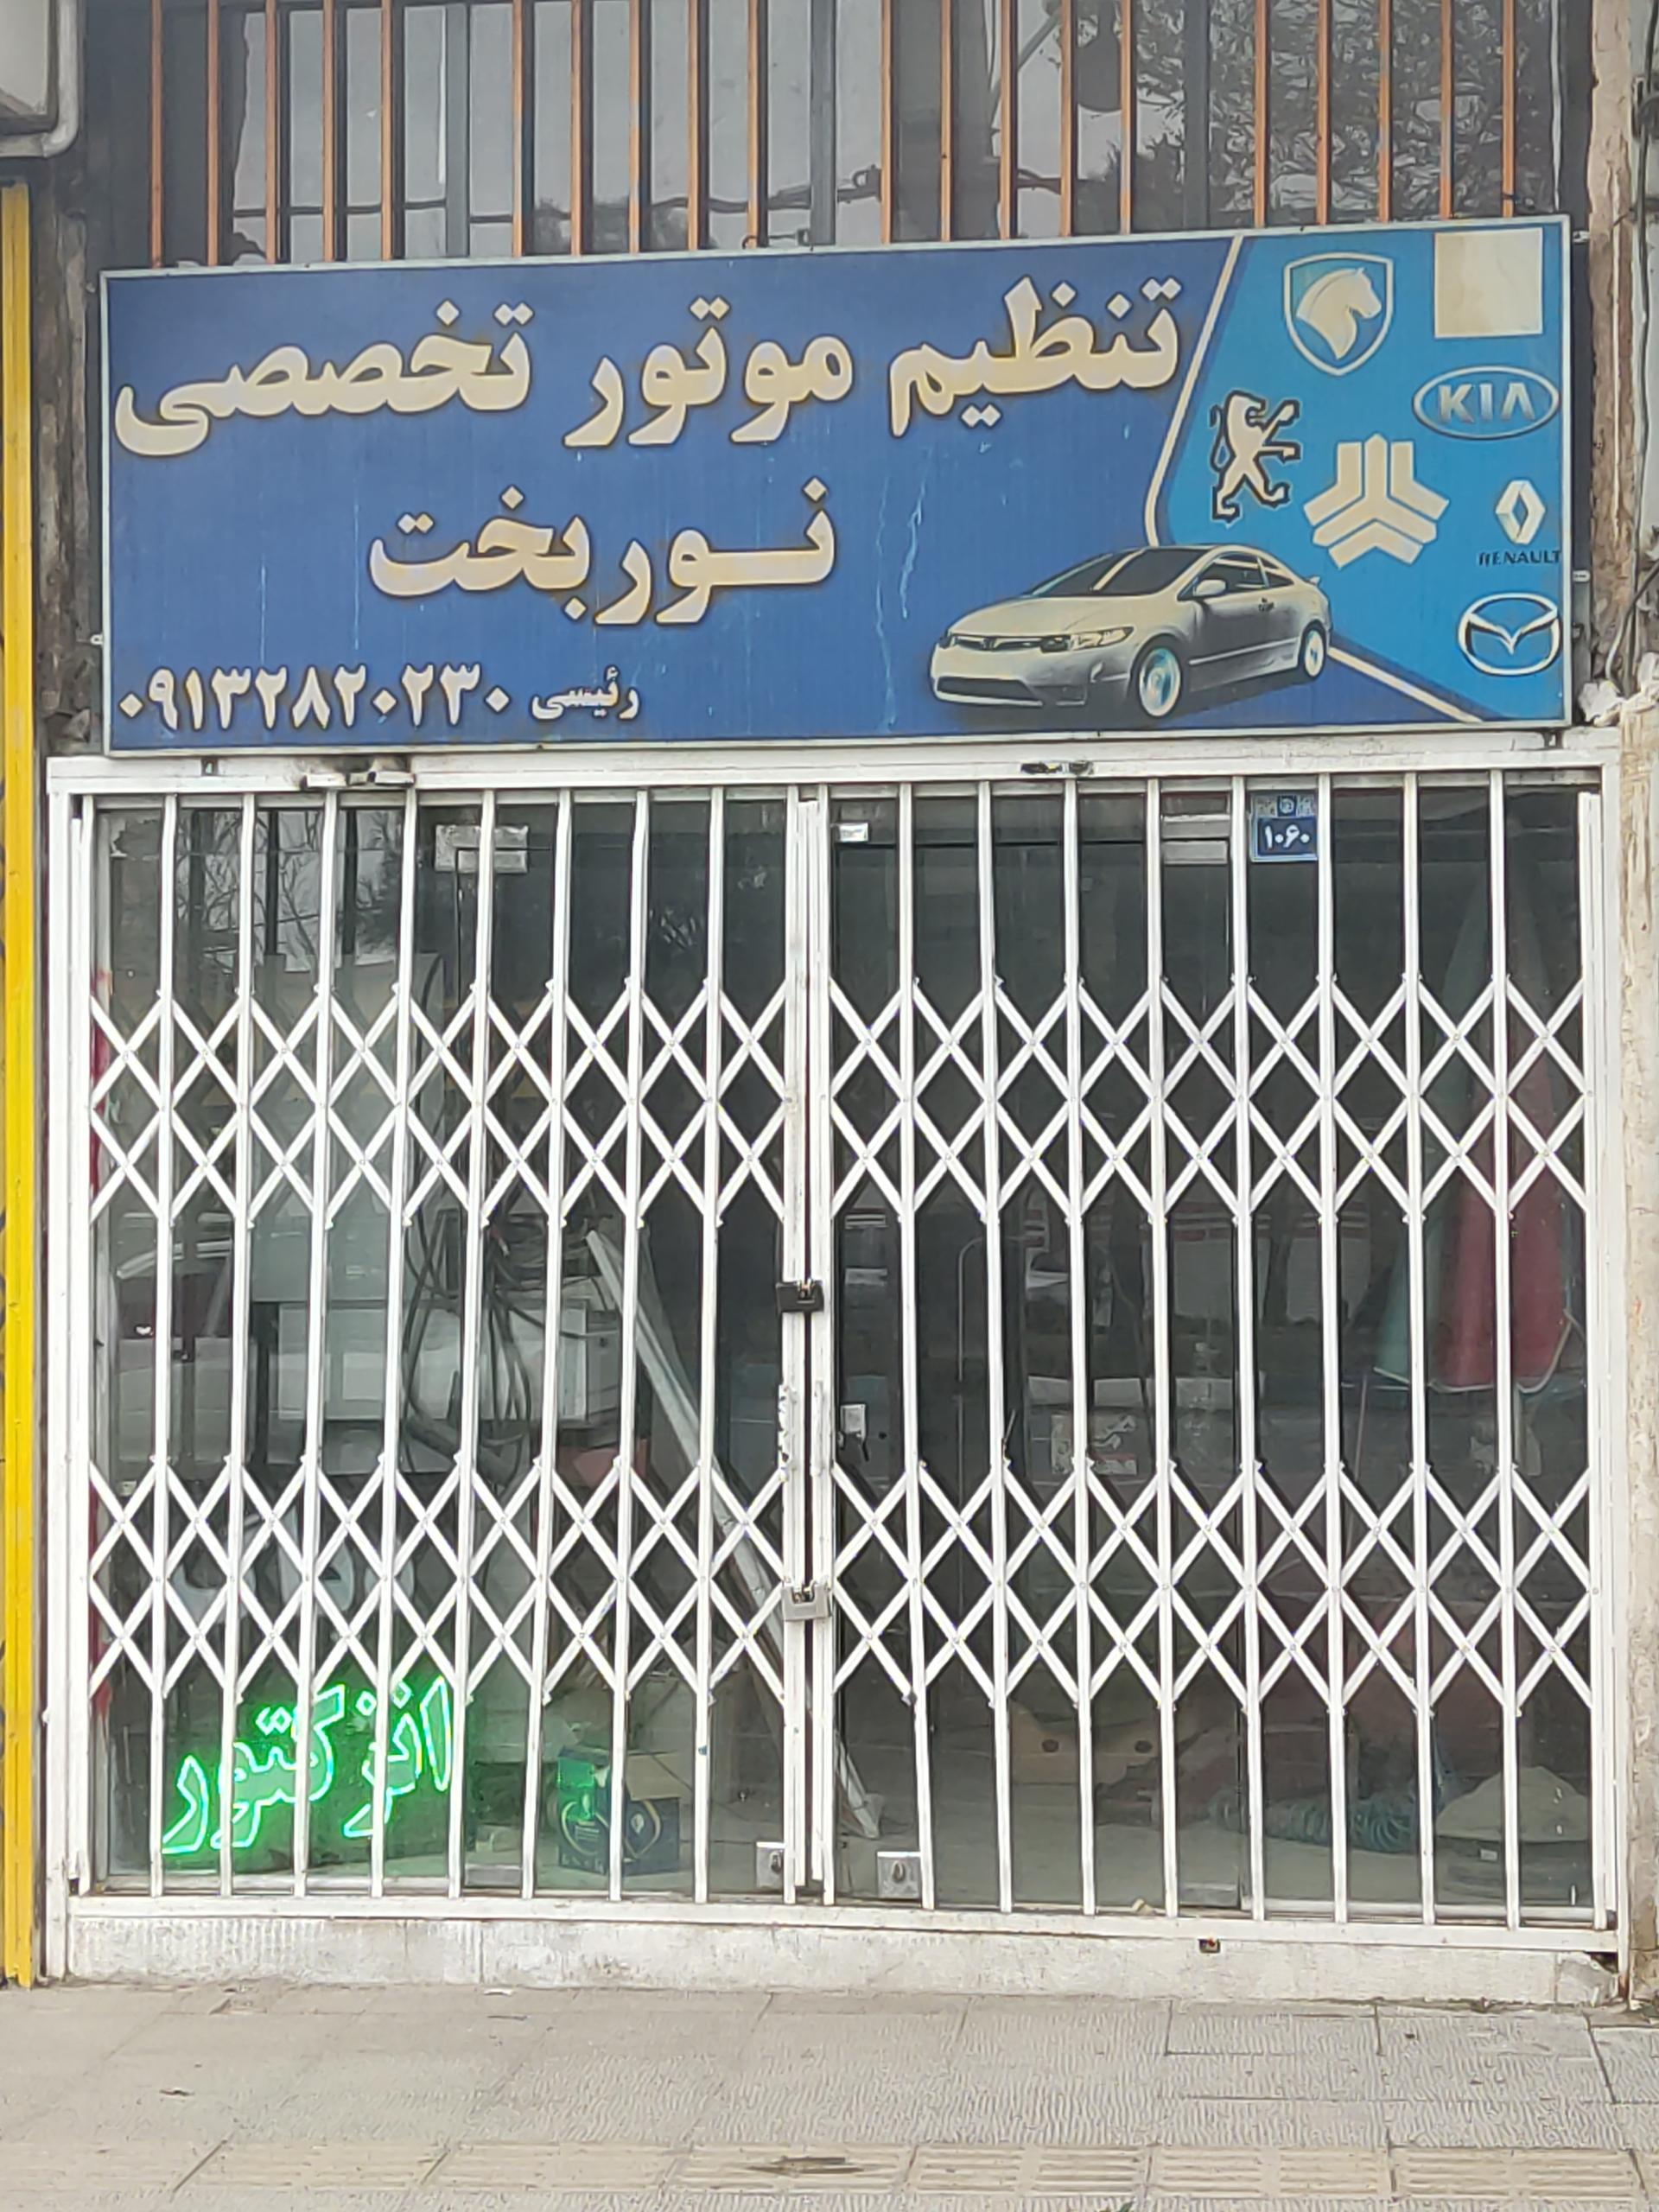 تنظیم موتور تخصصی
نوربخت
رئیسی ۰۹۱۳۲۸۲۰۲۳۰
KIA
RENAULT
۱۰۶۰
انژکتور